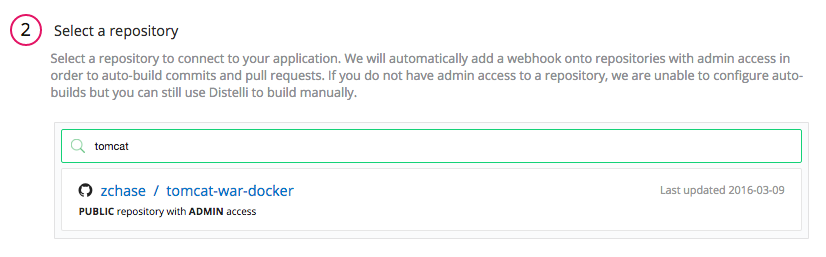 2 Select a repository
Select a repository to connect to your application. We will automatically add a webhook onto repositories with admin access in
order to auto-build commits and pull requests. If you do not have admin access to a repository, we are unable to configure auto-
builds but you can still use Distelli to build manually.
tomcat
zchase / tomcat-war-docker Last updated 2016-03-09
PUBLIC repository with ADMIN access